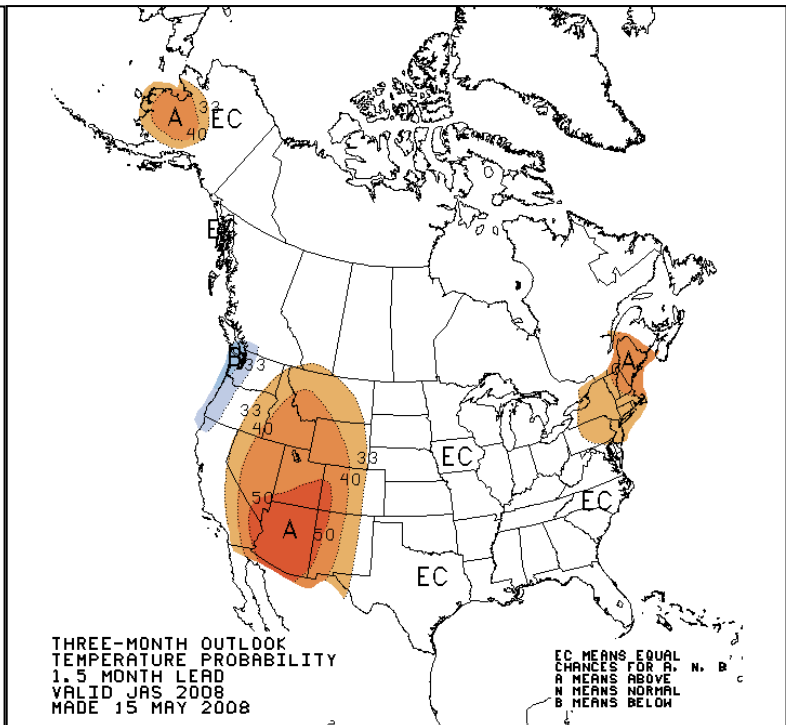 A
33
40
EC
EC
B
33
A
33
40
33
40
50
A
50
EC
EC
EC
THREE-MONTH OUTLOOK
TEMPERATURE PROBABILITY
1.5 MONTH LEAD
VALID JAS 2008
MADE 15 MAY 2008
EC MEANS EQUAL
CHANCES FOR A, N, B
A MEANS ABOVE
N MEANS NORMAL
B MEANS BELOW